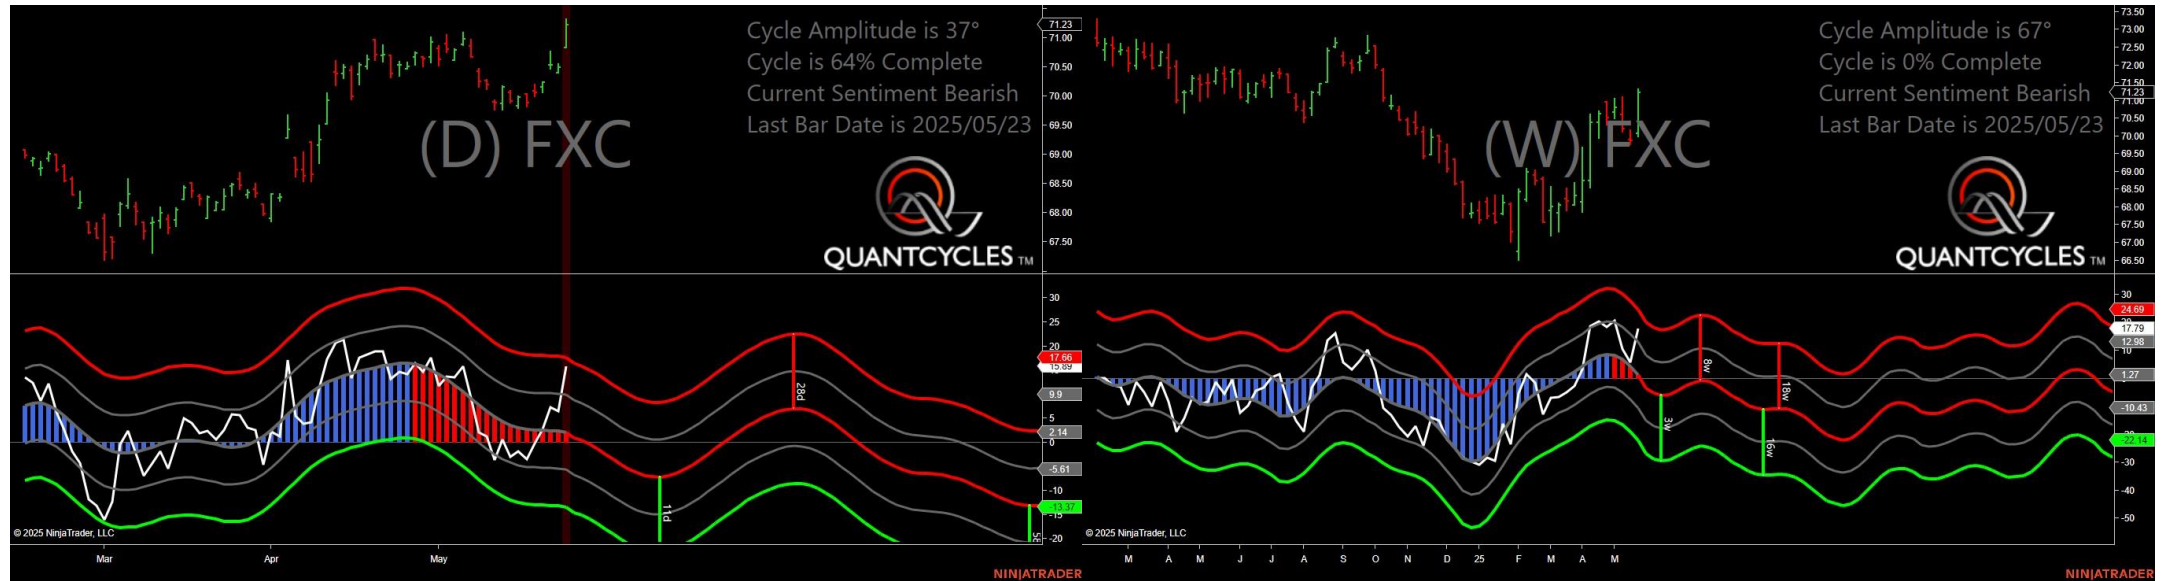 Cycle Amplitude is 37°
Cycle is 64% Complete
Current Sentiment Bearish
Last Bar Date is 2025/05/23
(D) FXC
QUANTCYCLES TM
71.23
71.00
70.50
70.00
69.50
69.00
68.50
68.00
67.50
30
25
20
17.66
15.89
9.9
5
2.14
0
-5.61
-10
-13.37
-15
-20
28d
11d
© 2025 NinjaTrader, LLC
Mar Apr May
NINJATRADER
Cycle Amplitude is 67°
Cycle is 0% Complete
Current Sentiment Bearish
Last Bar Date is 2025/05/23
(W) FXC
QUANTCYCLES TM
73.50
73.00
72.50
72.00
71.50
71.23
71.00
70.50
70.00
69.50
69.00
68.50
68.00
67.50
67.00
66.50
30
24.69
17.79
12.98
10
1.27
-10.43
-22.14
-30
-40
-50
8w
18w
3w
16w
© 2025 NinjaTrader, LLC
M A M J J A S O N D 25 F M A M
NINJATRADER